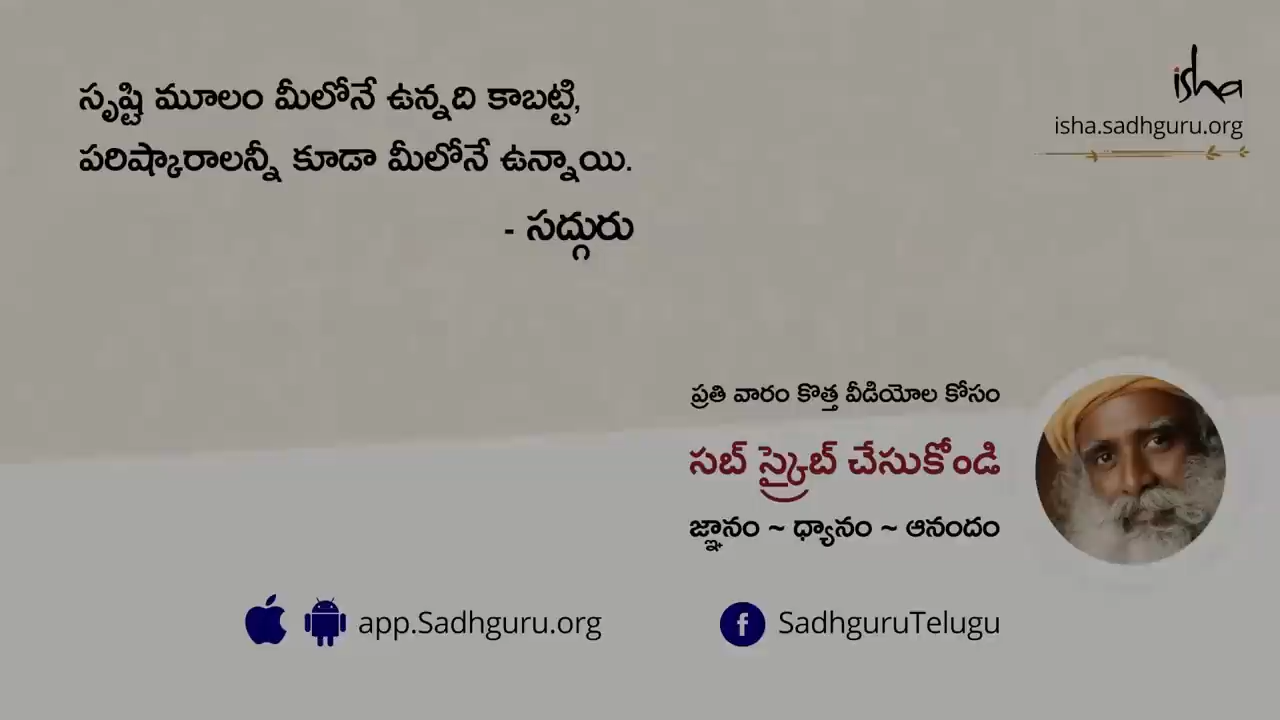 సృష్టి మూలం మీలోనే ఉన్నది కాబట్టి,
పరిష్కారాలన్నీ కూడా మీలోనే ఉన్నాయి.
- సద్గురు
isha
isha.sadhguru.org
ప్రతి వారం కొత్త వీడియోల కోసం
సబ్ స్క్రైబ్ చేసుకోండి
జ్ఞానం ~ ధ్యానం ~ ఆనందం
app.Sadhguru.org
f SadhguruTelugu